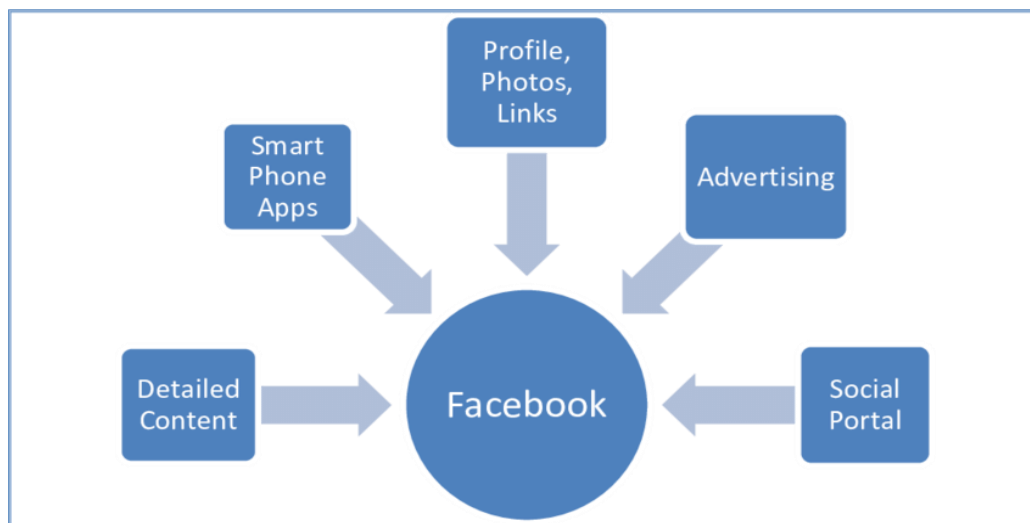 Profile,
Photos,
Links
Smart
Phone
Apps
Advertising
Detailed
Content
Facebook
Social
Portal